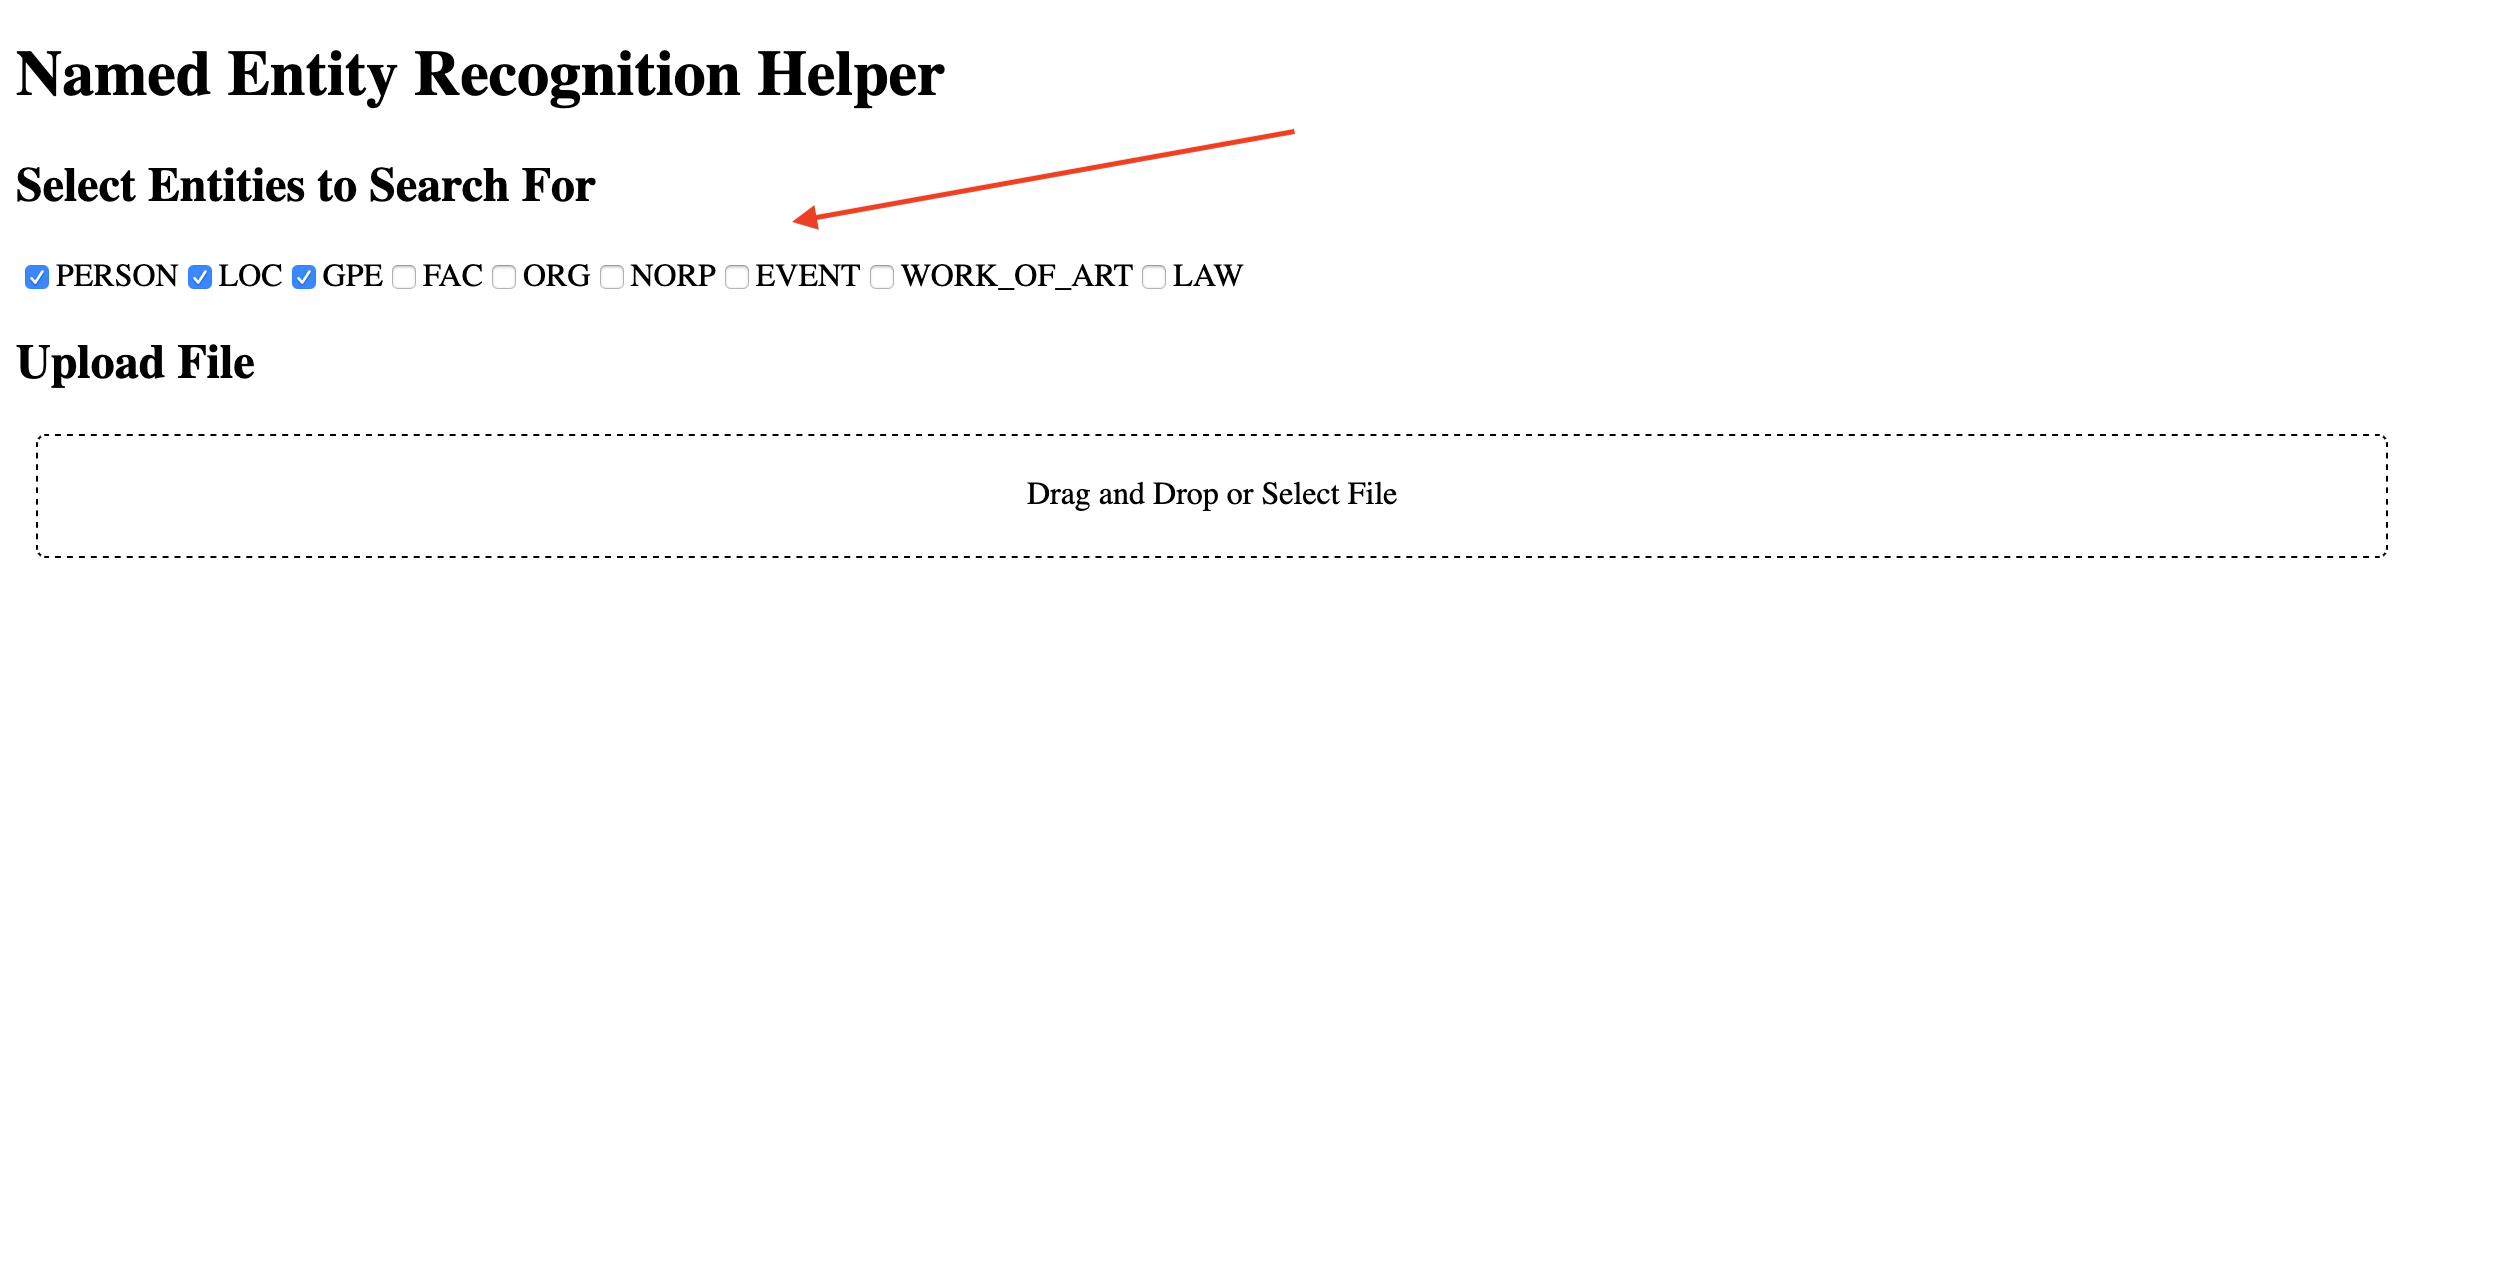 Named Entity Recognition Helper
Select Entities to Search For
PERSON LOC GPE FAC ORG NORP EVENT WORK_OF_ART LAW
Upload File
Drag and Drop or Select File